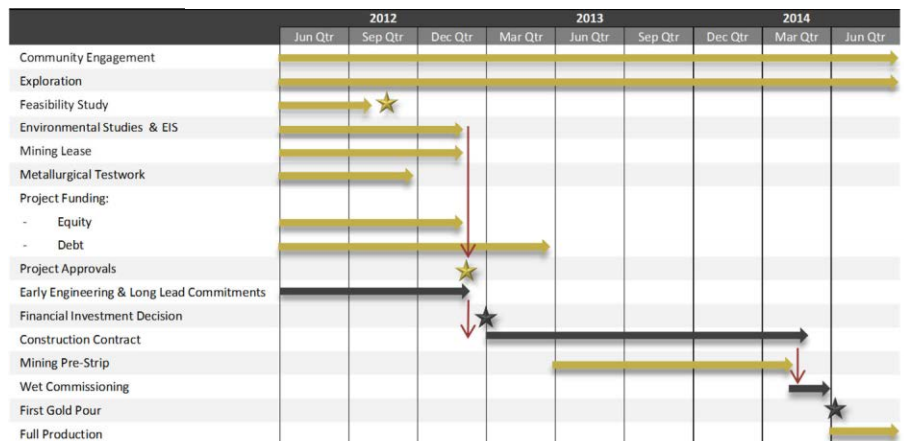 2012 2013 2014
Jun Qtr Sep Qtr Dec Qtr Mar Qtr Jun Qtr Sep Qtr Dec Qtr Mar Qtr Jun Qtr
Community Engagement
Exploration
Feasibility Study
Environmental Studies & EIS
Mining Lease
Metallurgical Testwork
Project Funding:
- Equity
- Debt
Project Approvals
Early Engineering & Long Lead Commitments
Financial Investment Decision
Construction Contract
Mining Pre-Strip
Wet Commissioning
First Gold Pour
Full Production